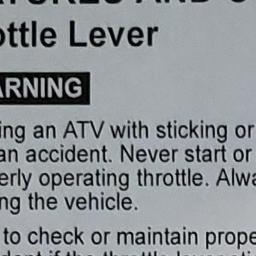 ottle Lever
ARNING
ing an ATV with sticking or
an accident. Never start or
erly operating throttle. Alwa
ng the vehicle.
to check or maintain prope